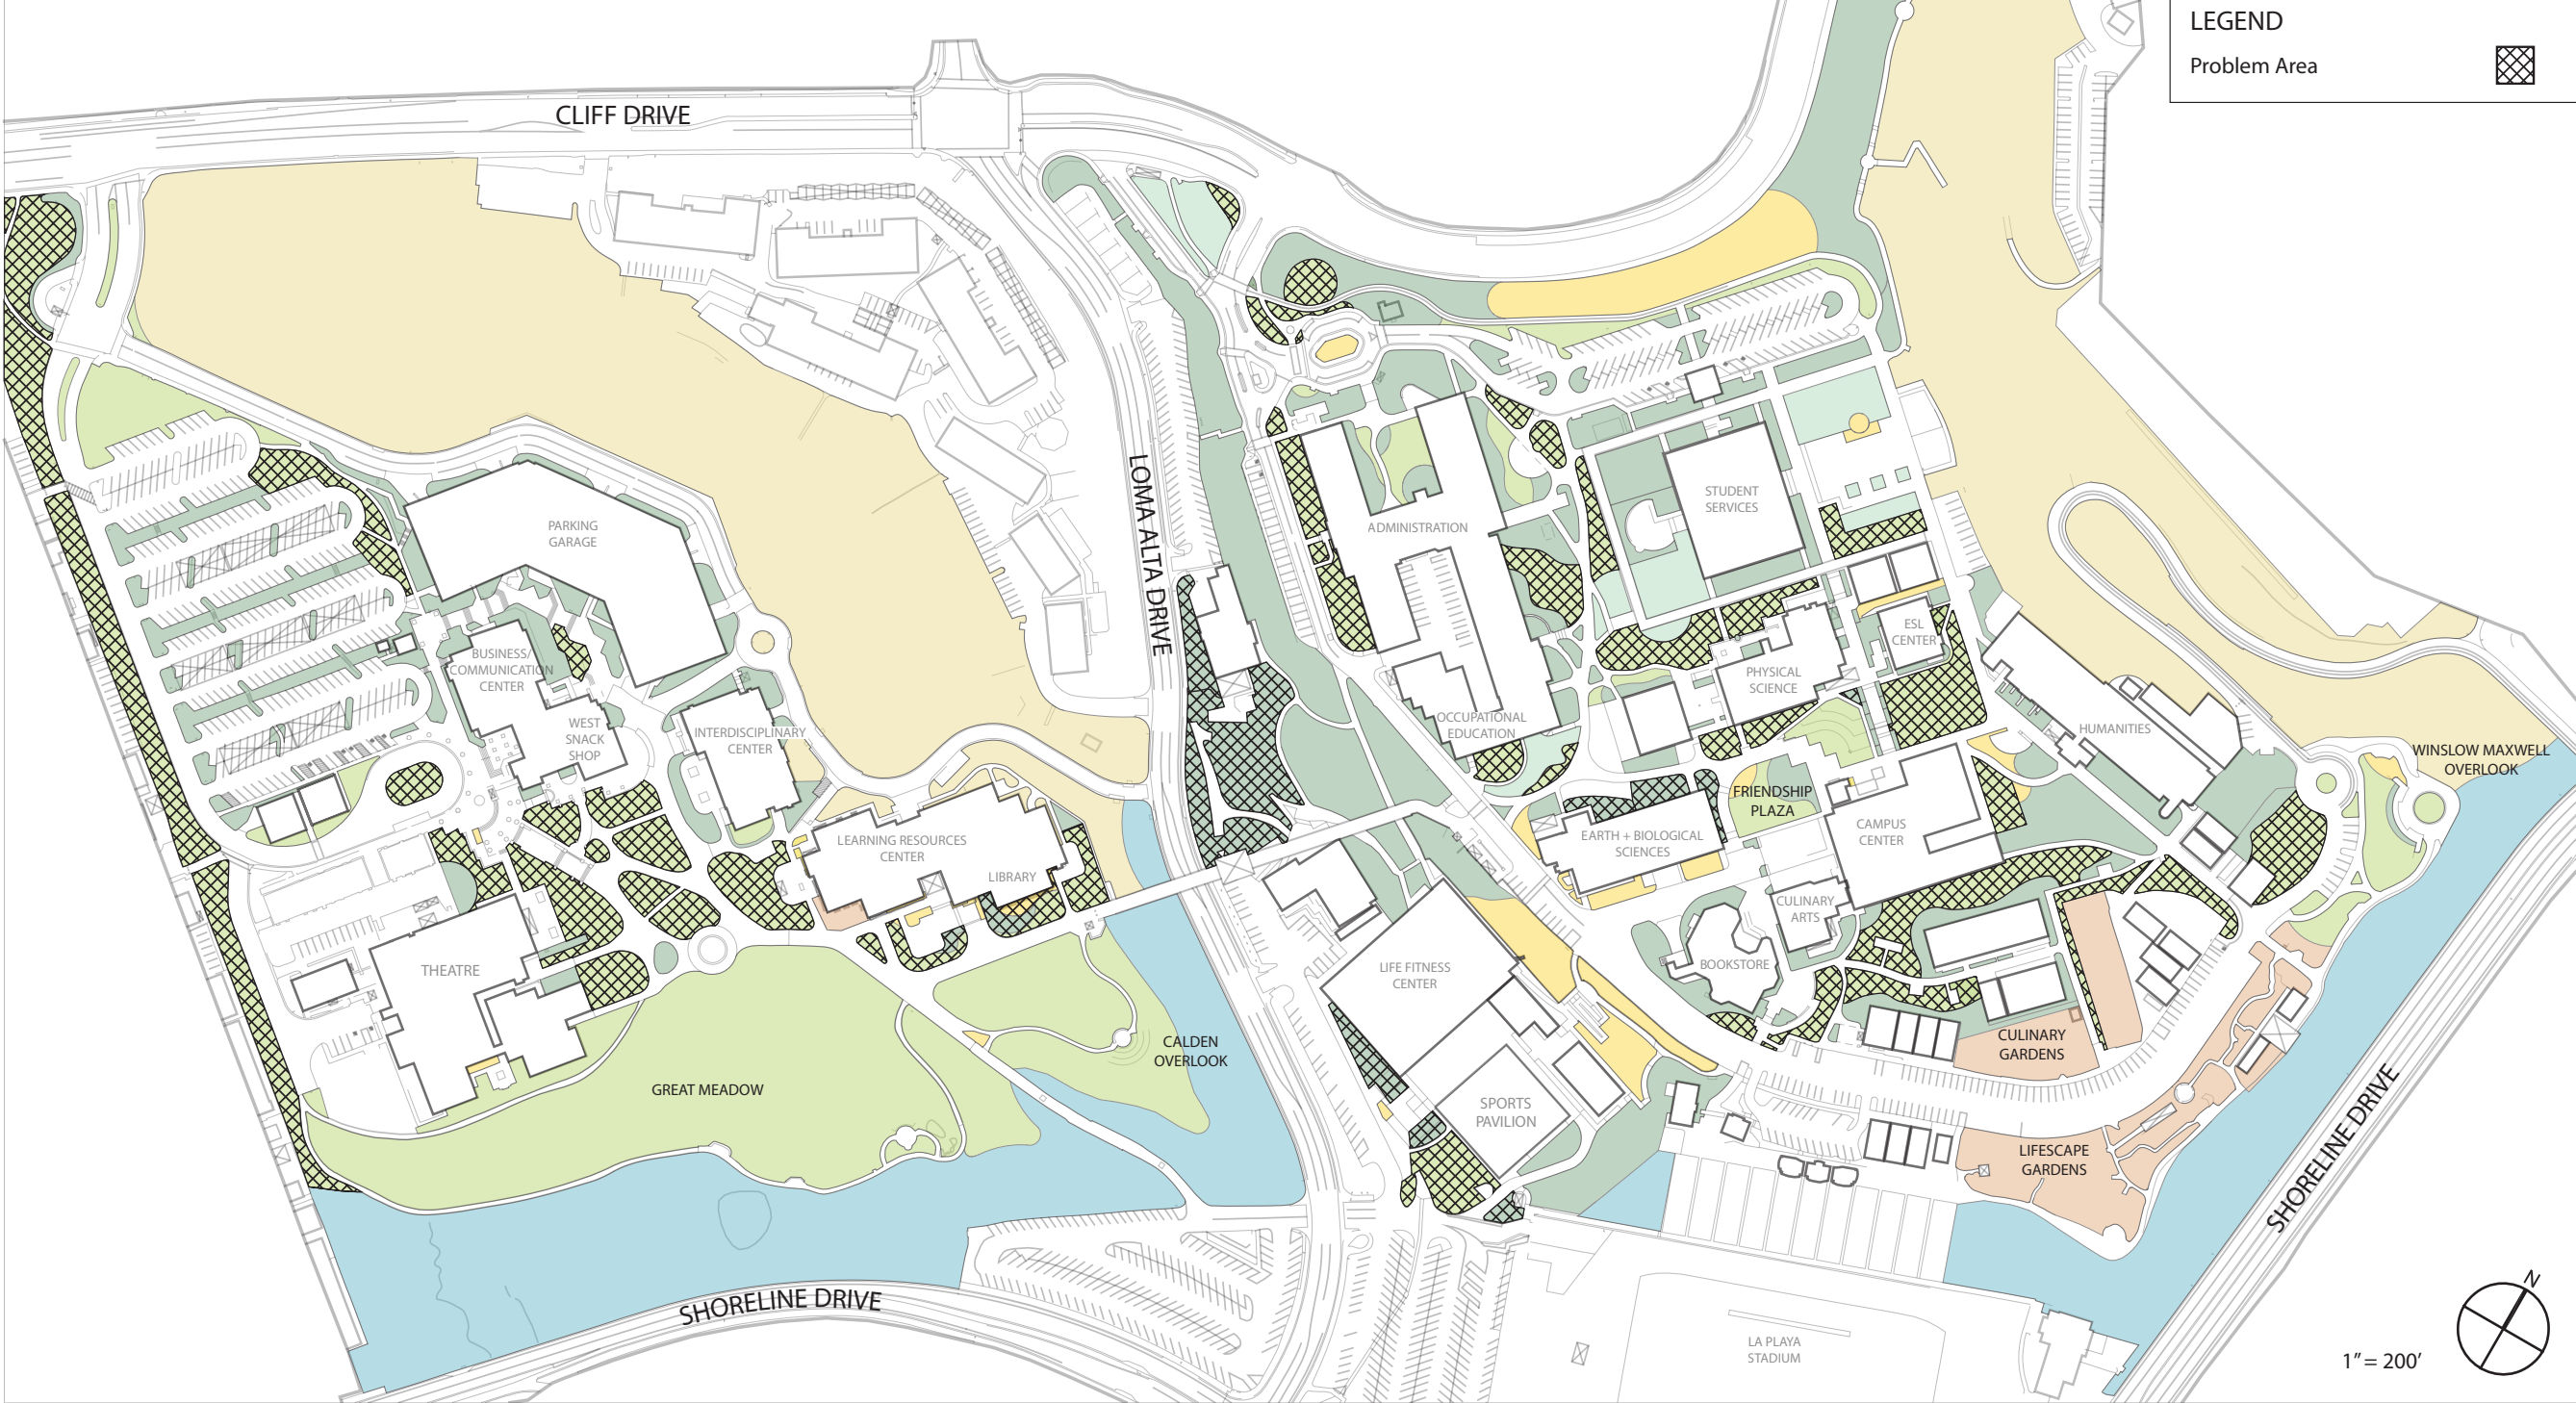 LEGEND
Problem Area
CLIFF DRIVE
LOMA ALTA DRIVE
PARKING
GARAGE
STUDENT
SERVICES
ADMINISTRATION
BUSINESS/
COMMUNICATION
CENTER
ESL
CENTER
PHYSICAL
SCIENCE
WEST
SNACK
SHOP
INTERDISCIPLINARY
CENTER
OCCUPATIONAL
EDUCATION
HUMANITIES
WINSLOW MAXWELL
OVERLOOK
FRIENDSHIP
PLAZA
LEARNING RESOURCES
CENTER
LIBRARY
EARTH + BIOLOGICAL
SCIENCES
CAMPUS
CENTER
CULINARY
ARTS
THEATRE
LIFE FITNESS
CENTER
BOOKSTORE
CALDEN
OVERLOOK
CULINARY
GARDENS
GREAT MEADOW
SPORTS
PAVILION
LIFESCAPE
GARDENS
SHORELINE DRIVE
SHORELINE DRIVE
LA PLAYA
STADIUM
N
1” = 200’